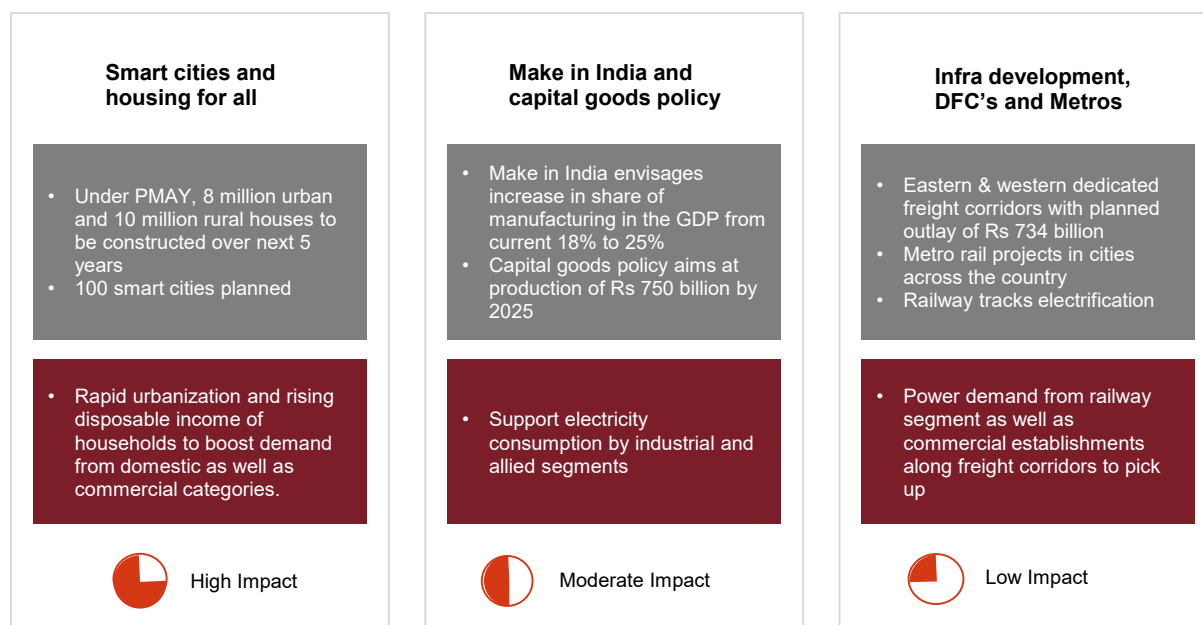 Smart cities and
housing for all
• Under PMAY, 8 million urban
and 10 million rural houses to
be constructed over next 5
years
• 100 smart cities planned
• Rapid urbanization and rising
disposable income of
households to boost demand
from domestic as well as
commercial categories.
High Impact
Make in India and
capital goods policy
• Make in India envisages
increase in share of
manufacturing in the GDP from
current 18% to 25%
• Capital goods policy aims at
production of Rs 750 billion by
2025
• Support electricity
consumption by industrial and
allied segments
Moderate Impact
Infra development,
DFC's and Metros
• Eastern & western dedicated
freight corridors with planned
outlay of Rs 734 billion
• Metro rail projects in cities
across the country
• Railway tracks electrification
• Power demand from railway
segment as well as
commercial establishments
along freight corridors to pick
up
Low Impact